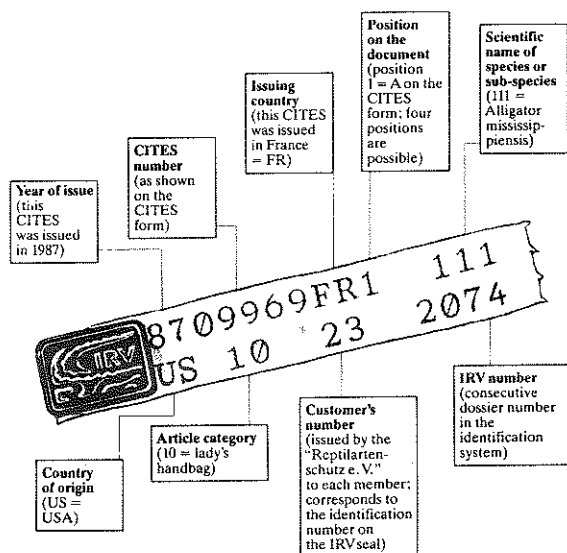 Position
on the
document
(position
1 = A on the
CITES
form; four
positions
are
possible)
Scientific
name of
species or
sub-species
(111 =
Alligator
mississip-
piensis)
Issuing
country
(this CITES
was issued
in France
= FR)
CITES
number
(as shown
on the
CITES
form)
Year of issue
(this
CITES
was issued
in 1987)
8709969FR1 111
IRV
US 10 23 2074
Country
of origin
(US =
USA)
Article category
(10 = lady's
handbag)
Customer's
number
(issued by the
"Reptilarten-
schutz e. V."
to each member;
corresponds to
the identification
number on
the IRV seal)
IRV number
(consecutive
dossier number
in the
identification
system)